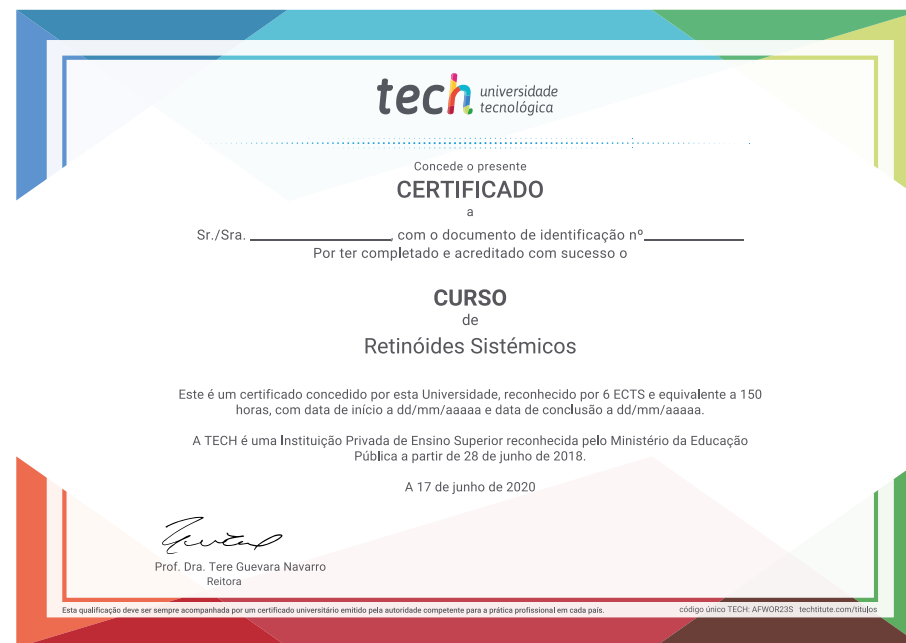 tech universidade
tecnológica
Concede o presente
CERTIFICADO
a
Sr./Sra. ________________, com o documento de identificação nº____________
Por ter completado e acreditado com sucesso o
CURSO
de
Retinóides Sistémicos
Este é um certificado concedido por esta Universidade, reconhecido por 6 ECTS e equivalente a 150
horas, com data de início a dd/mm/aaaaa e data de conclusão a dd/mm/aaaaa.
A TECH é uma Instituição Privada de Ensino Superior reconhecida pelo Ministério da Educação
Pública a partir de 28 de junho de 2018.
A 17 de junho de 2020
Prof. Dra. Tere Guevara Navarro
Reitora
Esta qualificação deve ser sempre acompanhada por um certificado universitário emitido pela autoridade competente para a prática profissional em cada país. código único TECH: AFWOR23S techtitute.com/titulos